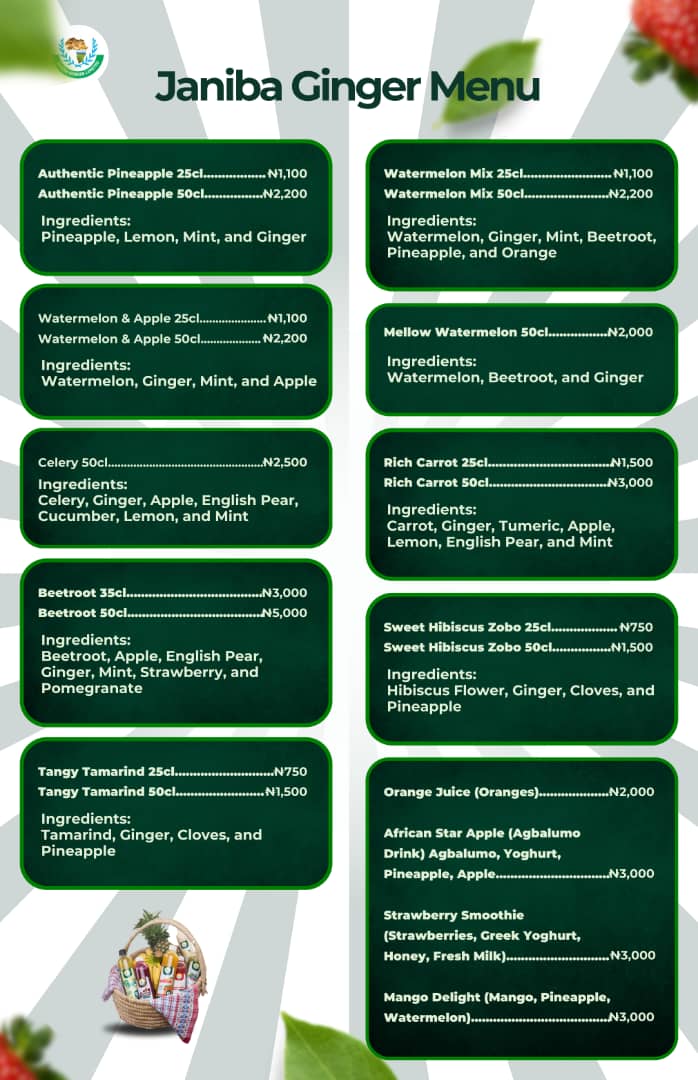 Janiba Ginger Menu
Authentic Pineapple 25cl..................₦1,100
Authentic Pineapple 50cl.................₦2,200
Ingredients:
Pineapple, Lemon, Mint, and Ginger
Watermelon & Apple 25cl.....................₦1,100
Watermelon & Apple 50cl................... ₦2,200
Ingredients:
Watermelon, Ginger, Mint, and Apple
Celery 50cl.................................................₦2,500
Ingredients:
Celery, Ginger, Apple, English Pear,
Cucumber, Lemon, and Mint
Beetroot 35cl.......................................₦3,000
Beetroot 50cl.......................................₦5,000
Ingredients:
Beetroot, Apple, English Pear,
Ginger, Mint, Strawberry, and
Pomegranate
Tangy Tamarind 25cl............................₦750
Tangy Tamarind 50cl.........................₦1,500
Ingredients:
Tamarind, Ginger, Cloves, and
Pineapple
Watermelon Mix 25cl.........................₦1,100
Watermelon Mix 50cl........................₦2,200
Ingredients:
Watermelon, Ginger, Mint, Beetroot,
Pineapple, and Orange
Mellow Watermelon 50cl.................₦2,000
Ingredients:
Watermelon, Beetroot, and Ginger
Rich Carrot 25cl...................................₦1,500
Rich Carrot 50cl..................................₦3,000
Ingredients:
Carrot, Ginger, Tumeric, Apple,
Lemon, English Pear, and Mint
Sweet Hibiscus Zobo 25cl................... ₦750
Sweet Hibiscus Zobo 50cl.................₦1,500
Ingredients:
Hibiscus Flower, Ginger, Cloves, and
Pineapple
Orange Juice (Oranges)....................₦2,000
African Star Apple (Agbalumo
Drink) Agbalumo, Yoghurt,
Pineapple, Apple................................₦3,000
Strawberry Smoothie
(Strawberries, Greek Yoghurt,
Honey, Fresh Milk).............................₦3,000
Mango Delight (Mango, Pineapple,
Watermelon).......................................₦3,000